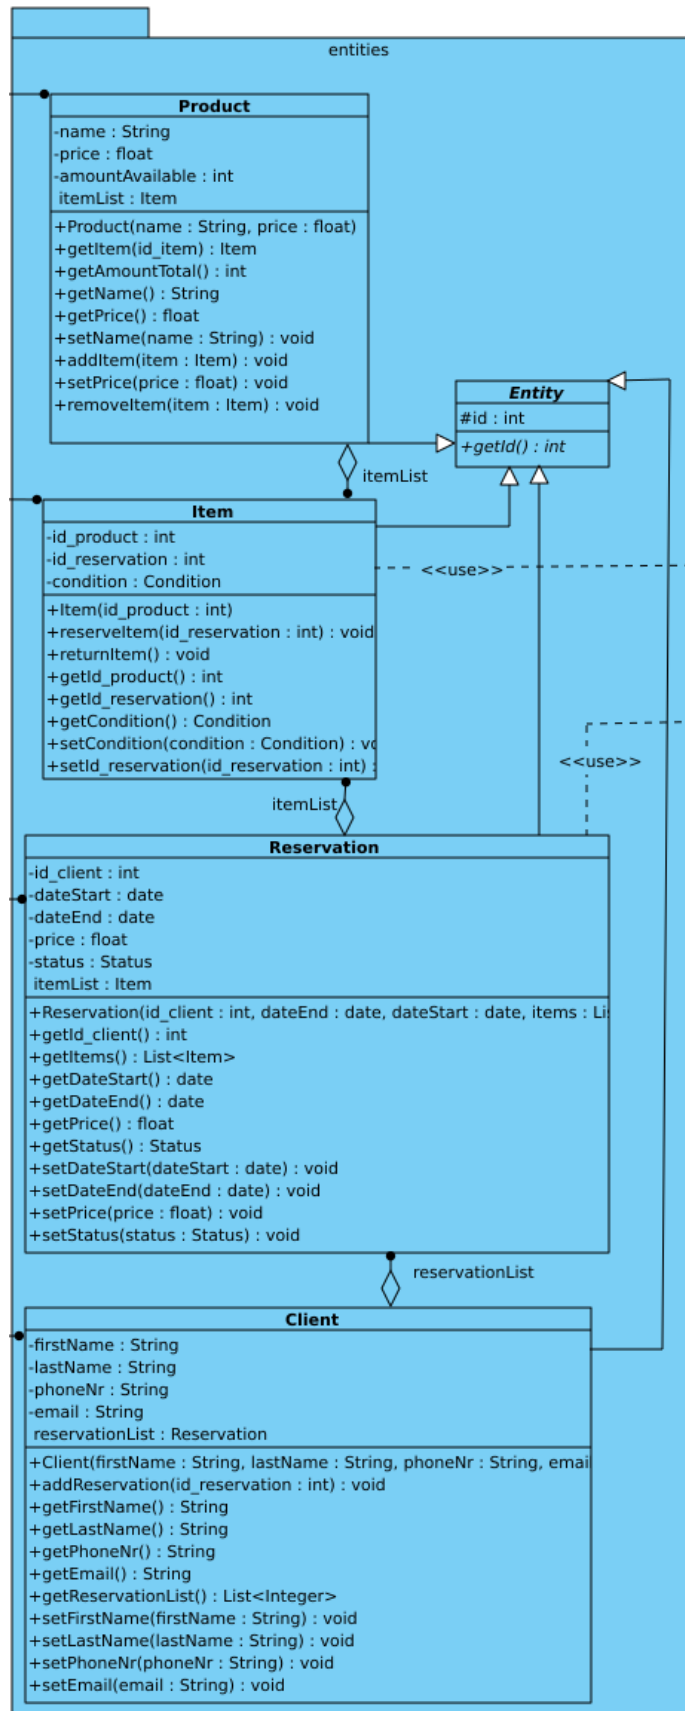 entities
Product
-name : String
-price : float
-amountAvailable : int
itemList : Item
+Product(name : String, price : float)
+getItem(id_item) : Item
+getAmountTotal() : int
+getName() : String
+getPrice() : float
+setName(name : String) : void
+addItem(item : Item) : void
+setPrice(price : float) : void
+removeItem(item : Item) : void
Entity
#id : int
+getId() : int
itemList
Item
-id_product : int
-id_reservation : int
-condition : Condition
+Item(id_product : int)
+reserveItem(id_reservation : int) : void
+returnItem() : void
+getId_product() : int
+getId_reservation() : int
+getCondition() : Condition
+setCondition(condition : Condition) :
+setId_reservation(id_reservation : int) :
<<use>>
<<use>>
itemList
Reservation
-id_client : int
-dateStart : date
-dateEnd : date
-price : float
-status : Status
itemList : Item
+Reservation(id_client : int, dateEnd : date, dateStart : date, items :
+getId_client() : int
+getItems() : List<Item>
+getDateStart() : date
+getDateEnd() : date
+getPrice() : float
+getStatus() : Status
+setDateStart(dateStart : date) : void
+setDateEnd(dateEnd : date) : void
+setPrice(price : float) : void
+setStatus(status : Status) : void
reservationList
Client
-firstName : String
-lastName : String
-phoneNr : String
-email : String
reservationList : Reservation
+Client(firstName : String, lastName : String, phoneNr : String, emai
+addReservation(id_reservation : int) : void
+getFirstName() : String
+getLastName() : String
+getPhoneNr() : String
+getEmail() : String
+getReservationList() : List<Integer>
+setFirstName(firstName : String) : void
+setLastName(lastName : String) : void
+setPhoneNr(phoneNr : String) : void
+setEmail(email : String) : void